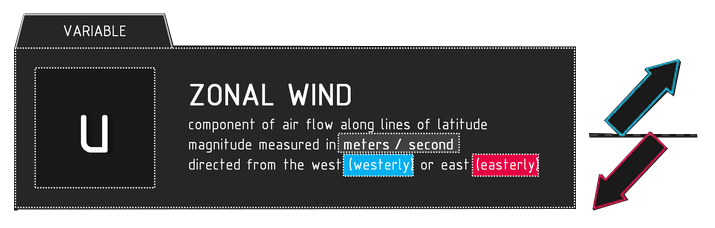 VARIABLE
u
ZONAL WIND
component of air flow along lines of latitude
magnitude measured in meters / second
directed from the west (westerly) or east (easterly)